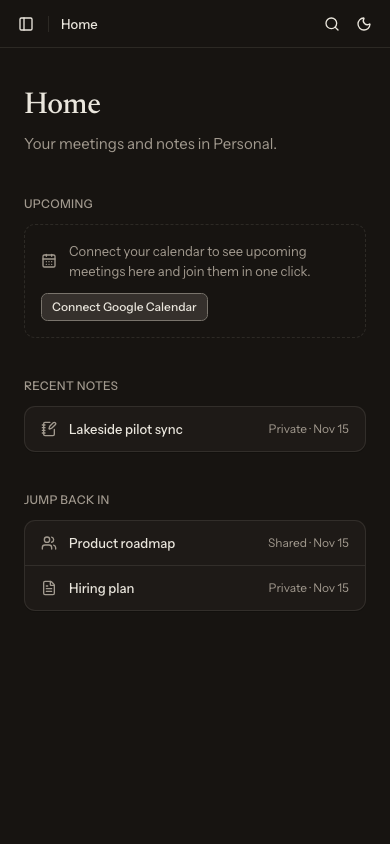 Home
Home
Your meetings and notes in Personal.
UPCOMING
Connect your calendar to see upcoming
meetings here and join them in one click.
Connect Google Calendar
RECENT NOTES
Lakeside pilot sync Private · Nov 15
JUMP BACK IN
Product roadmap Shared · Nov 15
Hiring plan Private · Nov 15